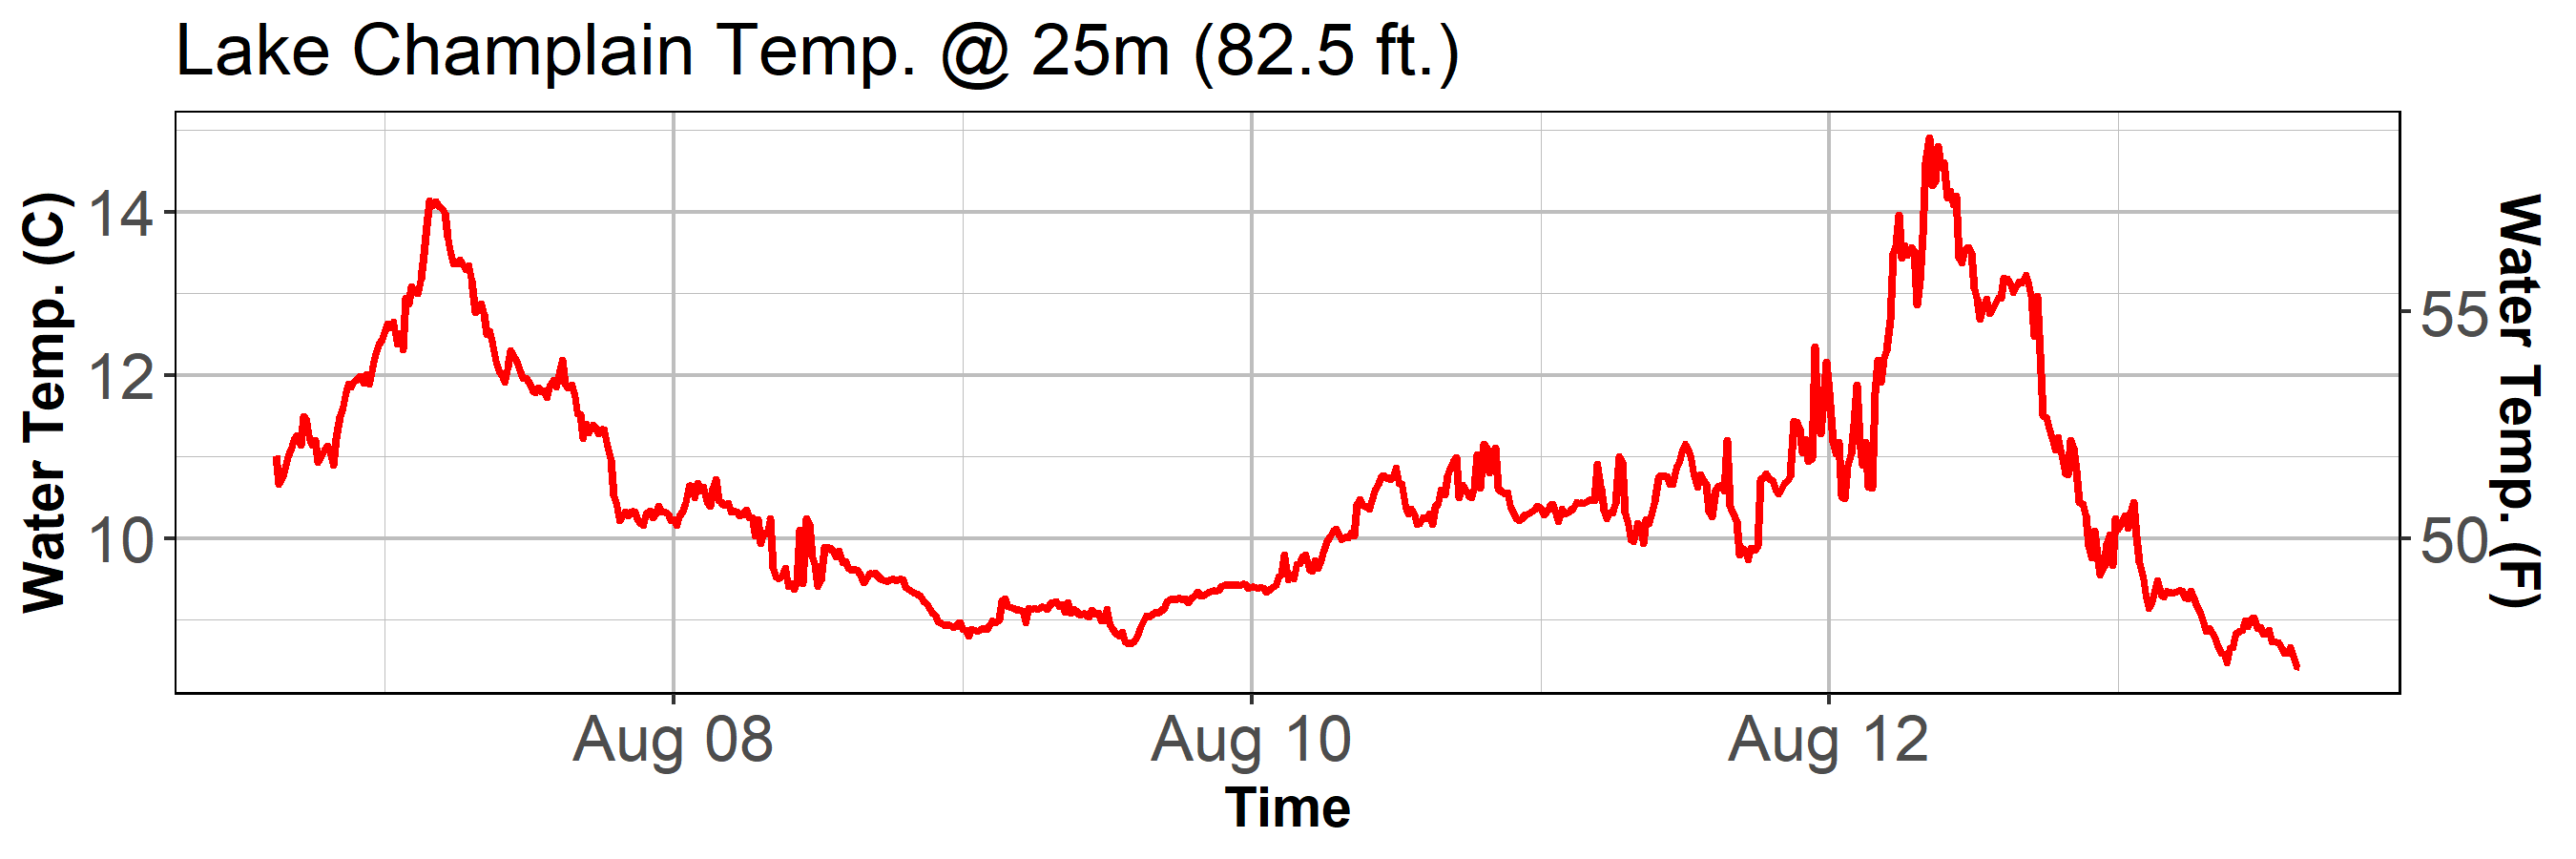 Lake Champlain Temp. @ 25m (82.5 ft.)
Water Temp. (C)
14
12
10
55
50
Water Temp. (F)
Aug 08
Aug 10
Aug 12
Time